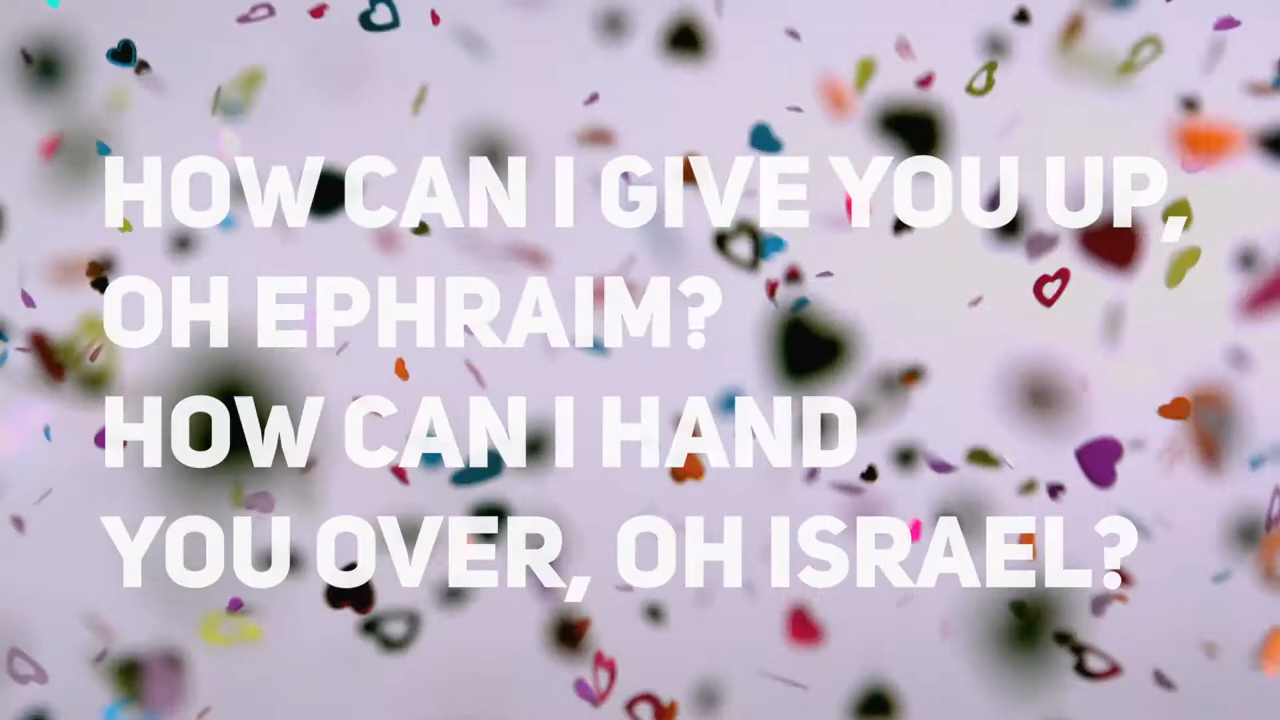 HOW CAN I GIVE YOU UP,
OH EPHRAIM?
HOW CAN I HAND
YOU OVER, OH ISRAEL?